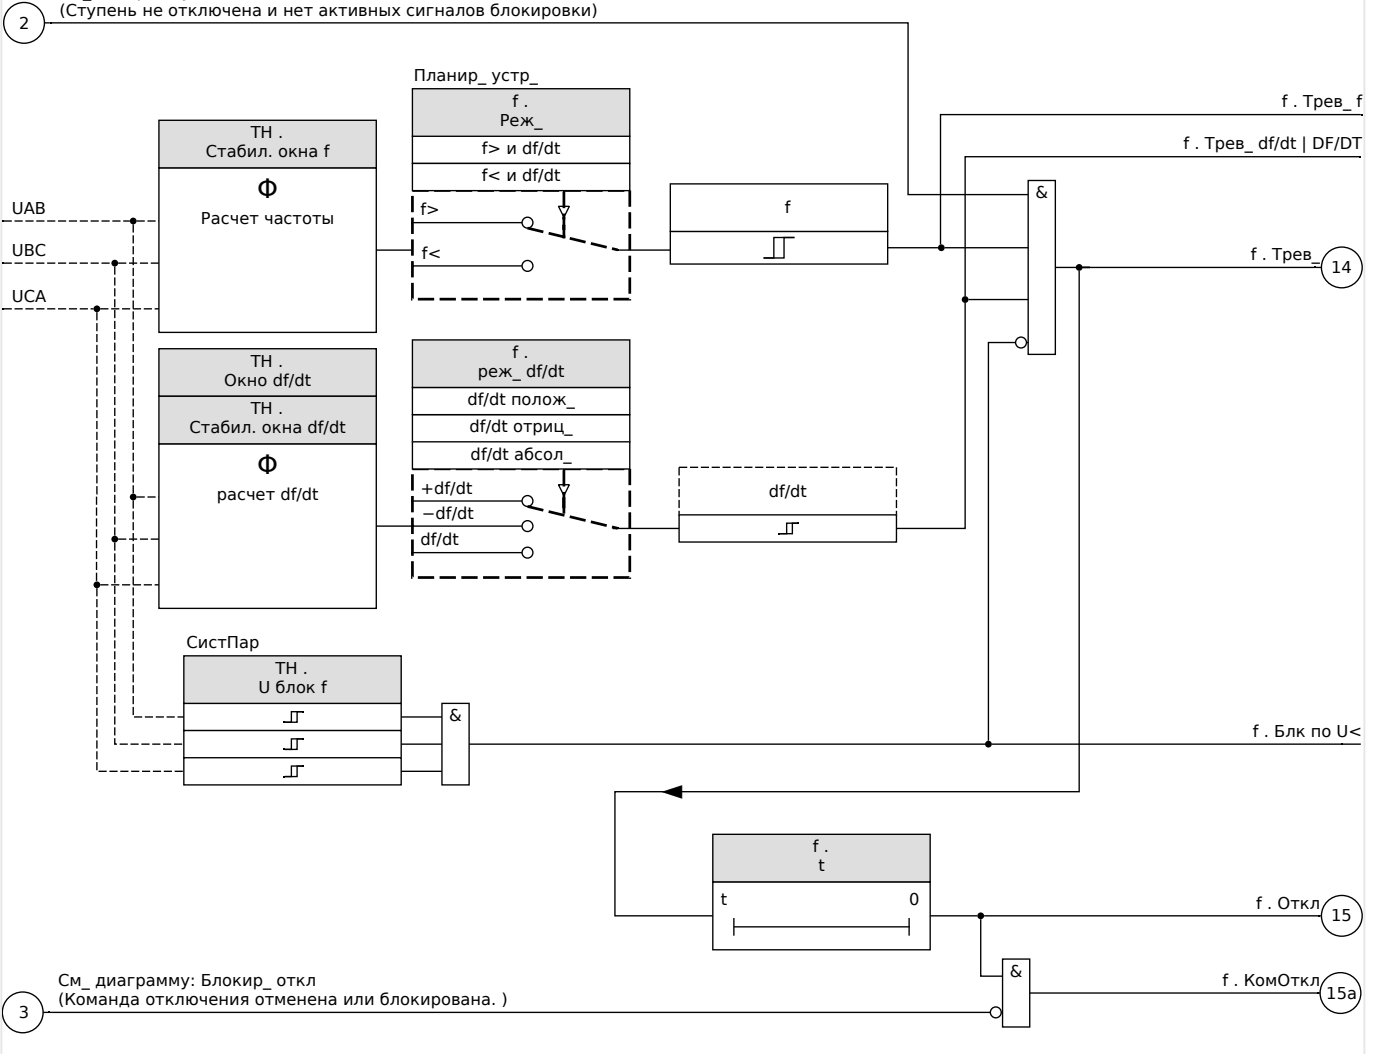 (Ступень не отключена и нет активных сигналов блокировки)
2
Планир_ устр_
f .
Реж_
f> и df/dt
f< и df/dt
f>
f<
ТН .
Стабил. окна f
Φ
Расчет частоты
UAB
UBC
UCA
f
f . Трев_ f
f . Трев_ df/dt | DF/DT
&
f . Трев_
14
ТН .
Окно df/dt
ТН .
Стабил. окна df/dt
Φ
расчет df/dt
f .
реж_ df/dt
df/dt полож_
df/dt отриц_
df/dt абсол_
+df/dt
−df/dt
df/dt
df/dt
СистПар
ТН .
U блок f
&
f . Блк по U<
f .
t
t 0
f . Откл
15
&
f . КомОткл
15a
См_ диаграмму: Блокир_ откл
(Команда отключения отменена или блокирована. )
3